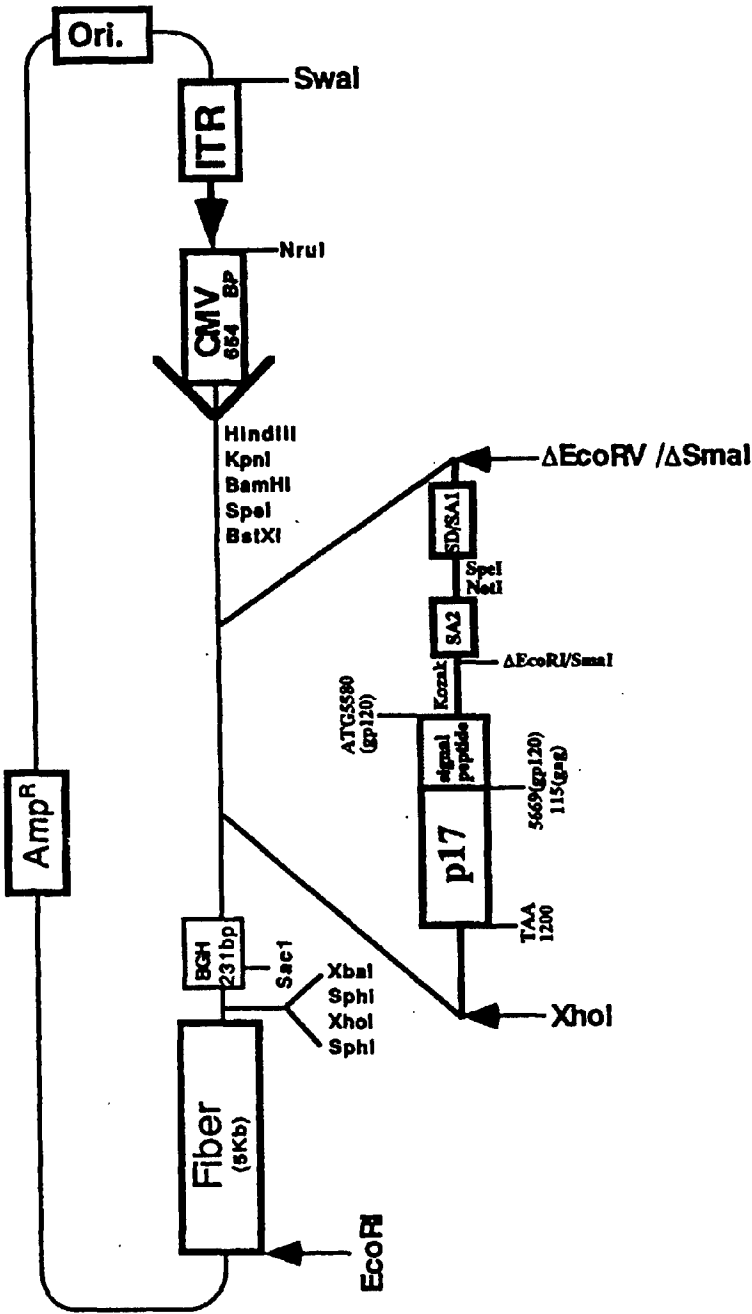 Ori.
SwaI
ITR
NruI
CMV
654 BP
HindIII
KpnI
BamHI
SpeI
BstXI
ΔEcoRV /ΔSmaI
SD/SA1
SpeI
NotI
SA2
ΔEcoRI/SmaI
Kozak
ATG5580
(gp120)
signal
peptide
5669(gp120)
115(gag)
p17
TAA
1200
XhoI
Amp^R
BGH
231bp
Sac1
XbaI
SphI
XhoI
SphI
Fiber
(5Kb)
EcoRI